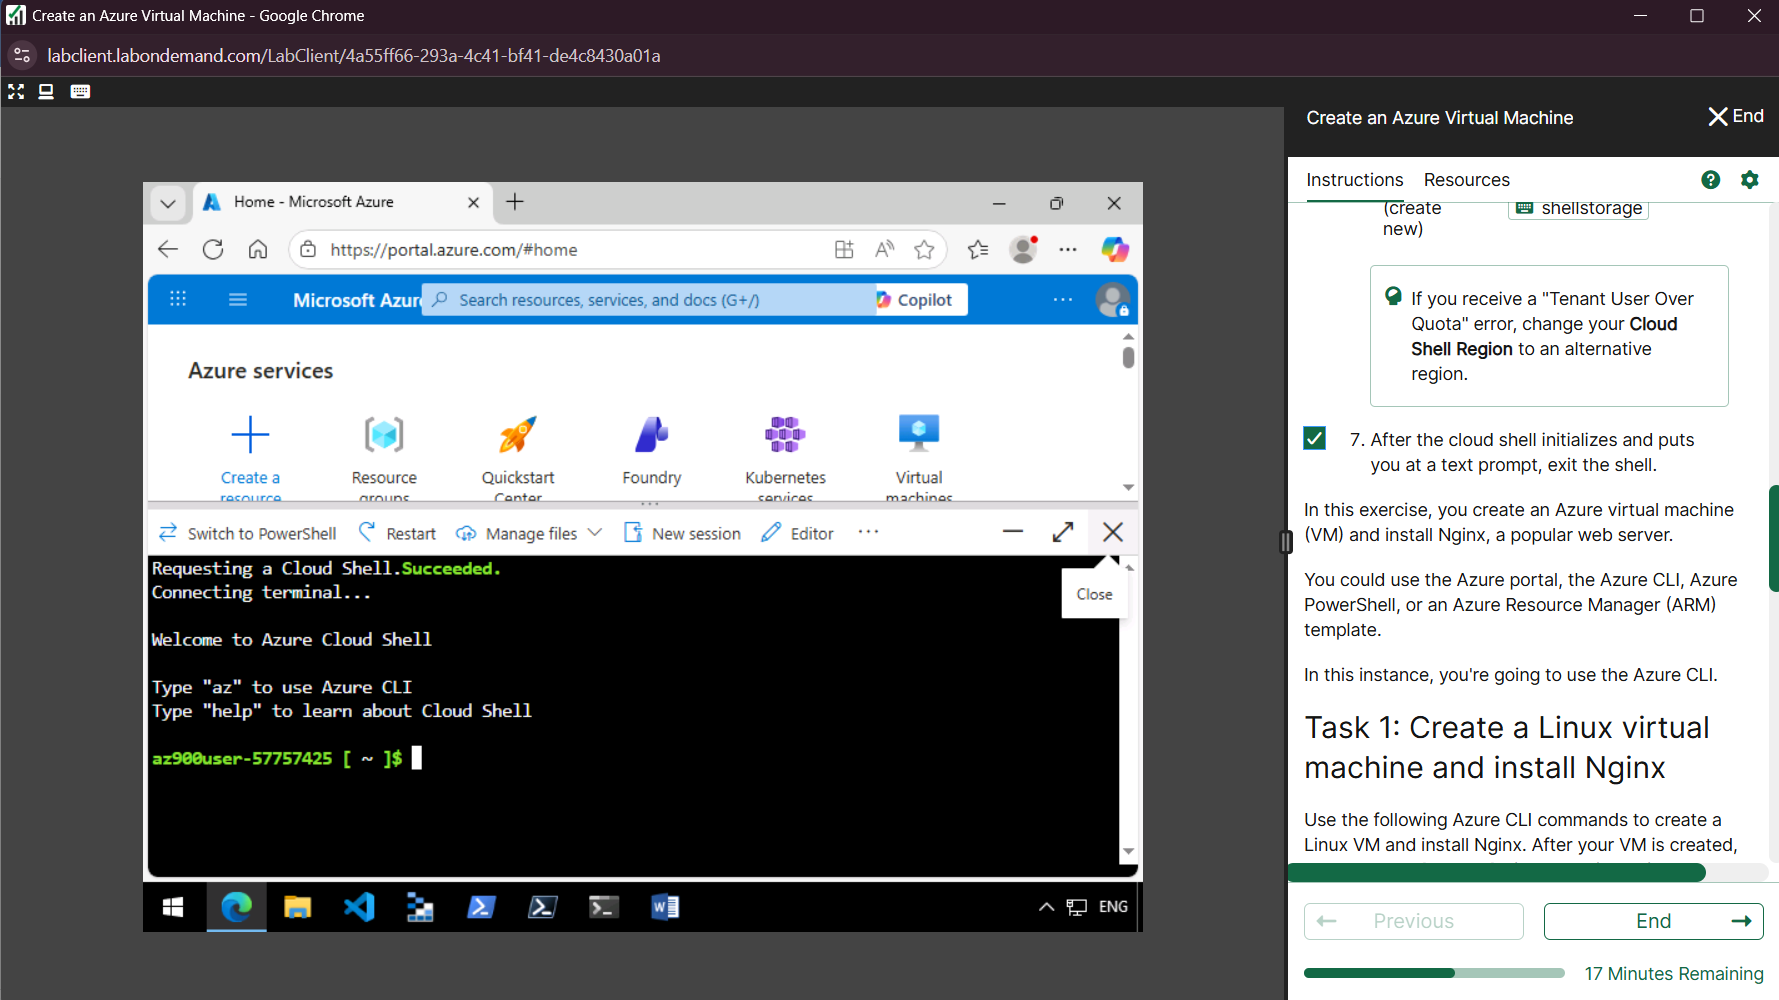 Create an Azure Virtual Machine - Google Chrome
labclient.labondemand.com/LabClient/4a55ff66-293a-4c41-bf41-de4c8430a01a
Home - Microsoft Azure
https://portal.azure.com/#home
Microsoft Azure
Search resources, services, and docs (G+/)
Copilot
Azure services
Create a resource
Resource groups
Quickstart Center
Foundry
Kubernetes services
Virtual machines
Switch to PowerShell
Restart
Manage files
New session
Editor
Close
Requesting a Cloud Shell.Succeeded.
Connecting terminal...
Welcome to Azure Cloud Shell
Type "az" to use Azure CLI
Type "help" to learn about Cloud Shell
az900user-57757425 [ ~ ]$
ENG
Create an Azure Virtual Machine
End
Instructions
Resources
(create
new)
shellstorage
If you receive a "Tenant User Over
Quota" error, change your Cloud
Shell Region to an alternative
region.
7. After the cloud shell initializes and puts
you at a text prompt, exit the shell.
In this exercise, you create an Azure virtual machine
(VM) and install Nginx, a popular web server.
You could use the Azure portal, the Azure CLI, Azure
PowerShell, or an Azure Resource Manager (ARM)
template.
In this instance, you're going to use the Azure CLI.
Task 1: Create a Linux virtual
machine and install Nginx
Use the following Azure CLI commands to create a
Linux VM and install Nginx. After your VM is created,
Previous
End
17 Minutes Remaining